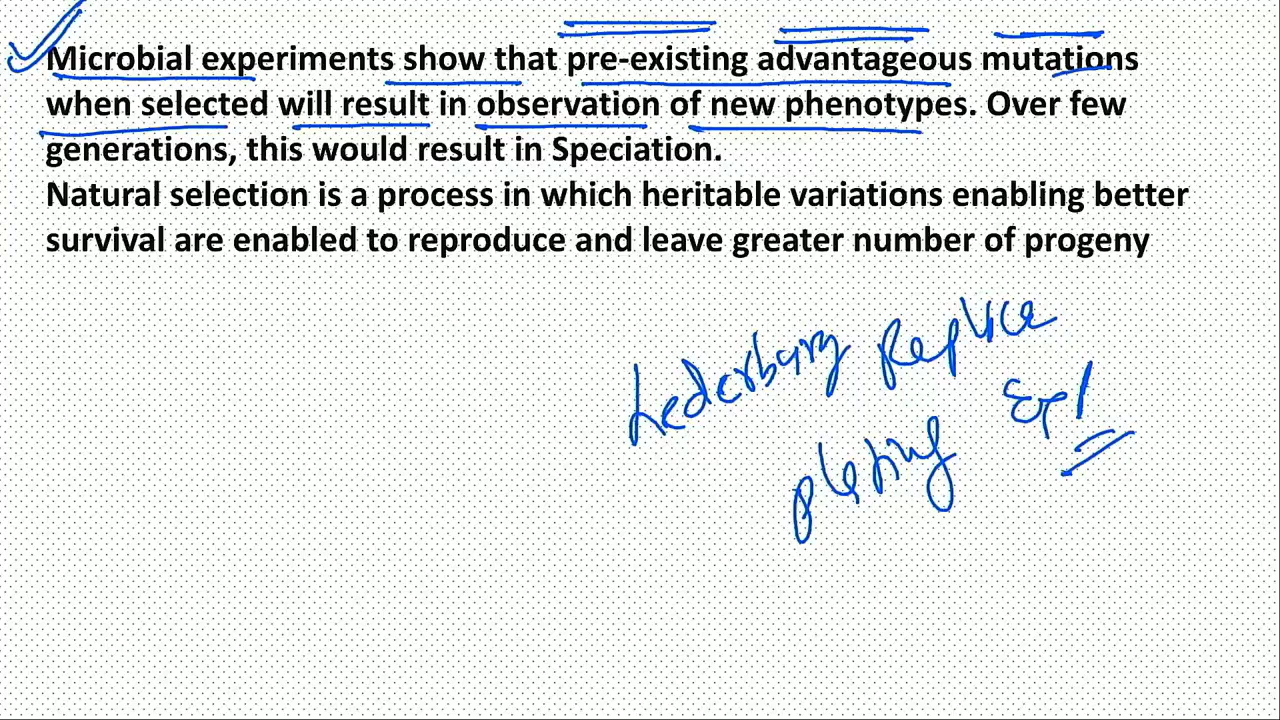 Microbial experiments show that pre-existing advantageous mutations
when selected will result in observation of new phenotypes. Over few
generations, this would result in Speciation.
Natural selection is a process in which heritable variations enabling better
survival are enabled to reproduce and leave greater number of progeny
Lederburg Replica
plating Expt